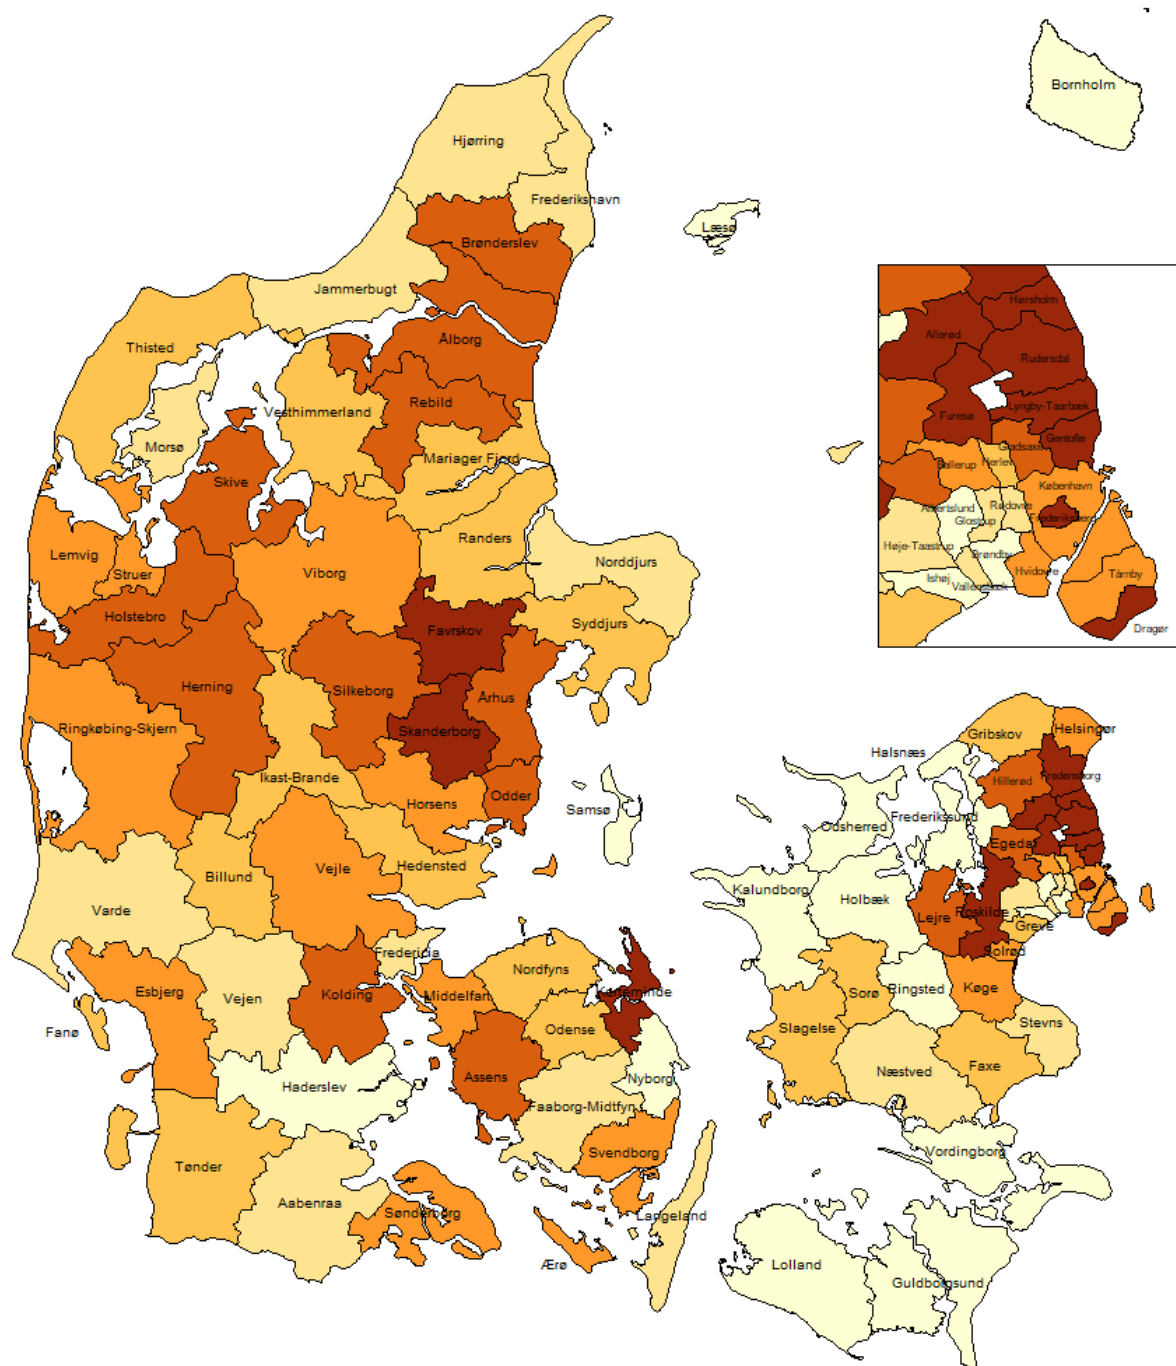 Bornholm
Hjørring
Frederikshavn
Læsø
Brønderslev
Jammerbugt
Hørsholm
Allerød
Ålborg
Thisted
Rudersdal
Rebild
Lyngby-Taarbæk
Vesthimmerland
Furesø
Gentofte
Gladsaxe
Morsø
Mariager Fjord
Ballerup
Herlev
Skive
København
Albertslund
Rødovre
Glostrup
Frederiksberg
Randers
Høje-Taastrup
Lemvig
Norddjurs
Brøndby
Struer
Viborg
Hvidovre
Tårnby
Ishøj
Vallensbæk
Holstebro
Favrskov
Syddjurs
Dragør
Herning
Silkeborg
Århus
Ringkøbing-Skjern
Skanderborg
Gribskov
Helsingør
Halsnæs
Ikast-Brande
Fredensborg
Hillerød
Horsens
Odder
Samsø
Frederikssund
Odsherred
Egedal
Vejle
Hedensted
Billund
Kalundborg
Holbæk
Varde
Lejre
Roskilde
Greve
Fredericia
Solrød
Nordfyns
Esbjerg
Vejen
Kolding
Middelfart
Kerteminde
Sorø
Ringsted
Køge
Fanø
Odense
Slagelse
Stevns
Haderslev
Assens
Nyborg
Næstved
Faxe
Faaborg-Midtfyn
Svendborg
Vordingborg
Tønder
Aabenraa
Sønderborg
Langeland
Ærø
Lolland
Guldborgsund